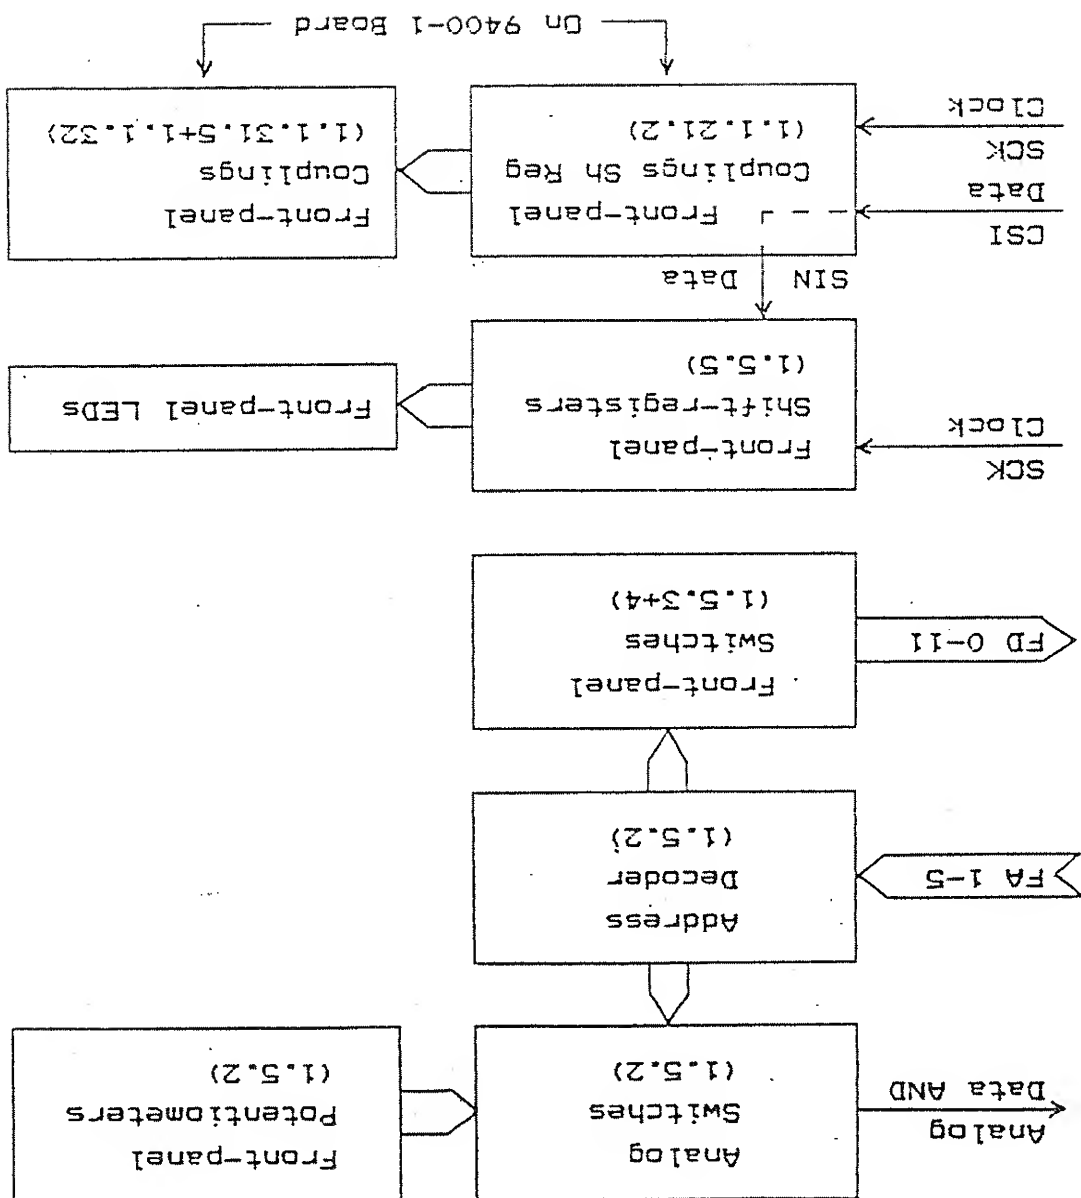 Analog
Data AND
Analog
Switches
(1.5.2)
Front-panel
Potentiometers
(1.5.2)
FA 1-5
Address
Decoder
(1.5.2)
FD 0-11
Front-panel
Switches
(1.5.3+4)
SCK
Clock
Front-panel
Shift-registers
(1.5.5)
Front-panel LEDs
SIN Data
CSI
Data
SCK
Clock
Front-panel
Couplings Sh Reg
(1.1.21.2)
Front-panel
Couplings
(1.1.31.5+1.1.32)
On 9400-1 Board